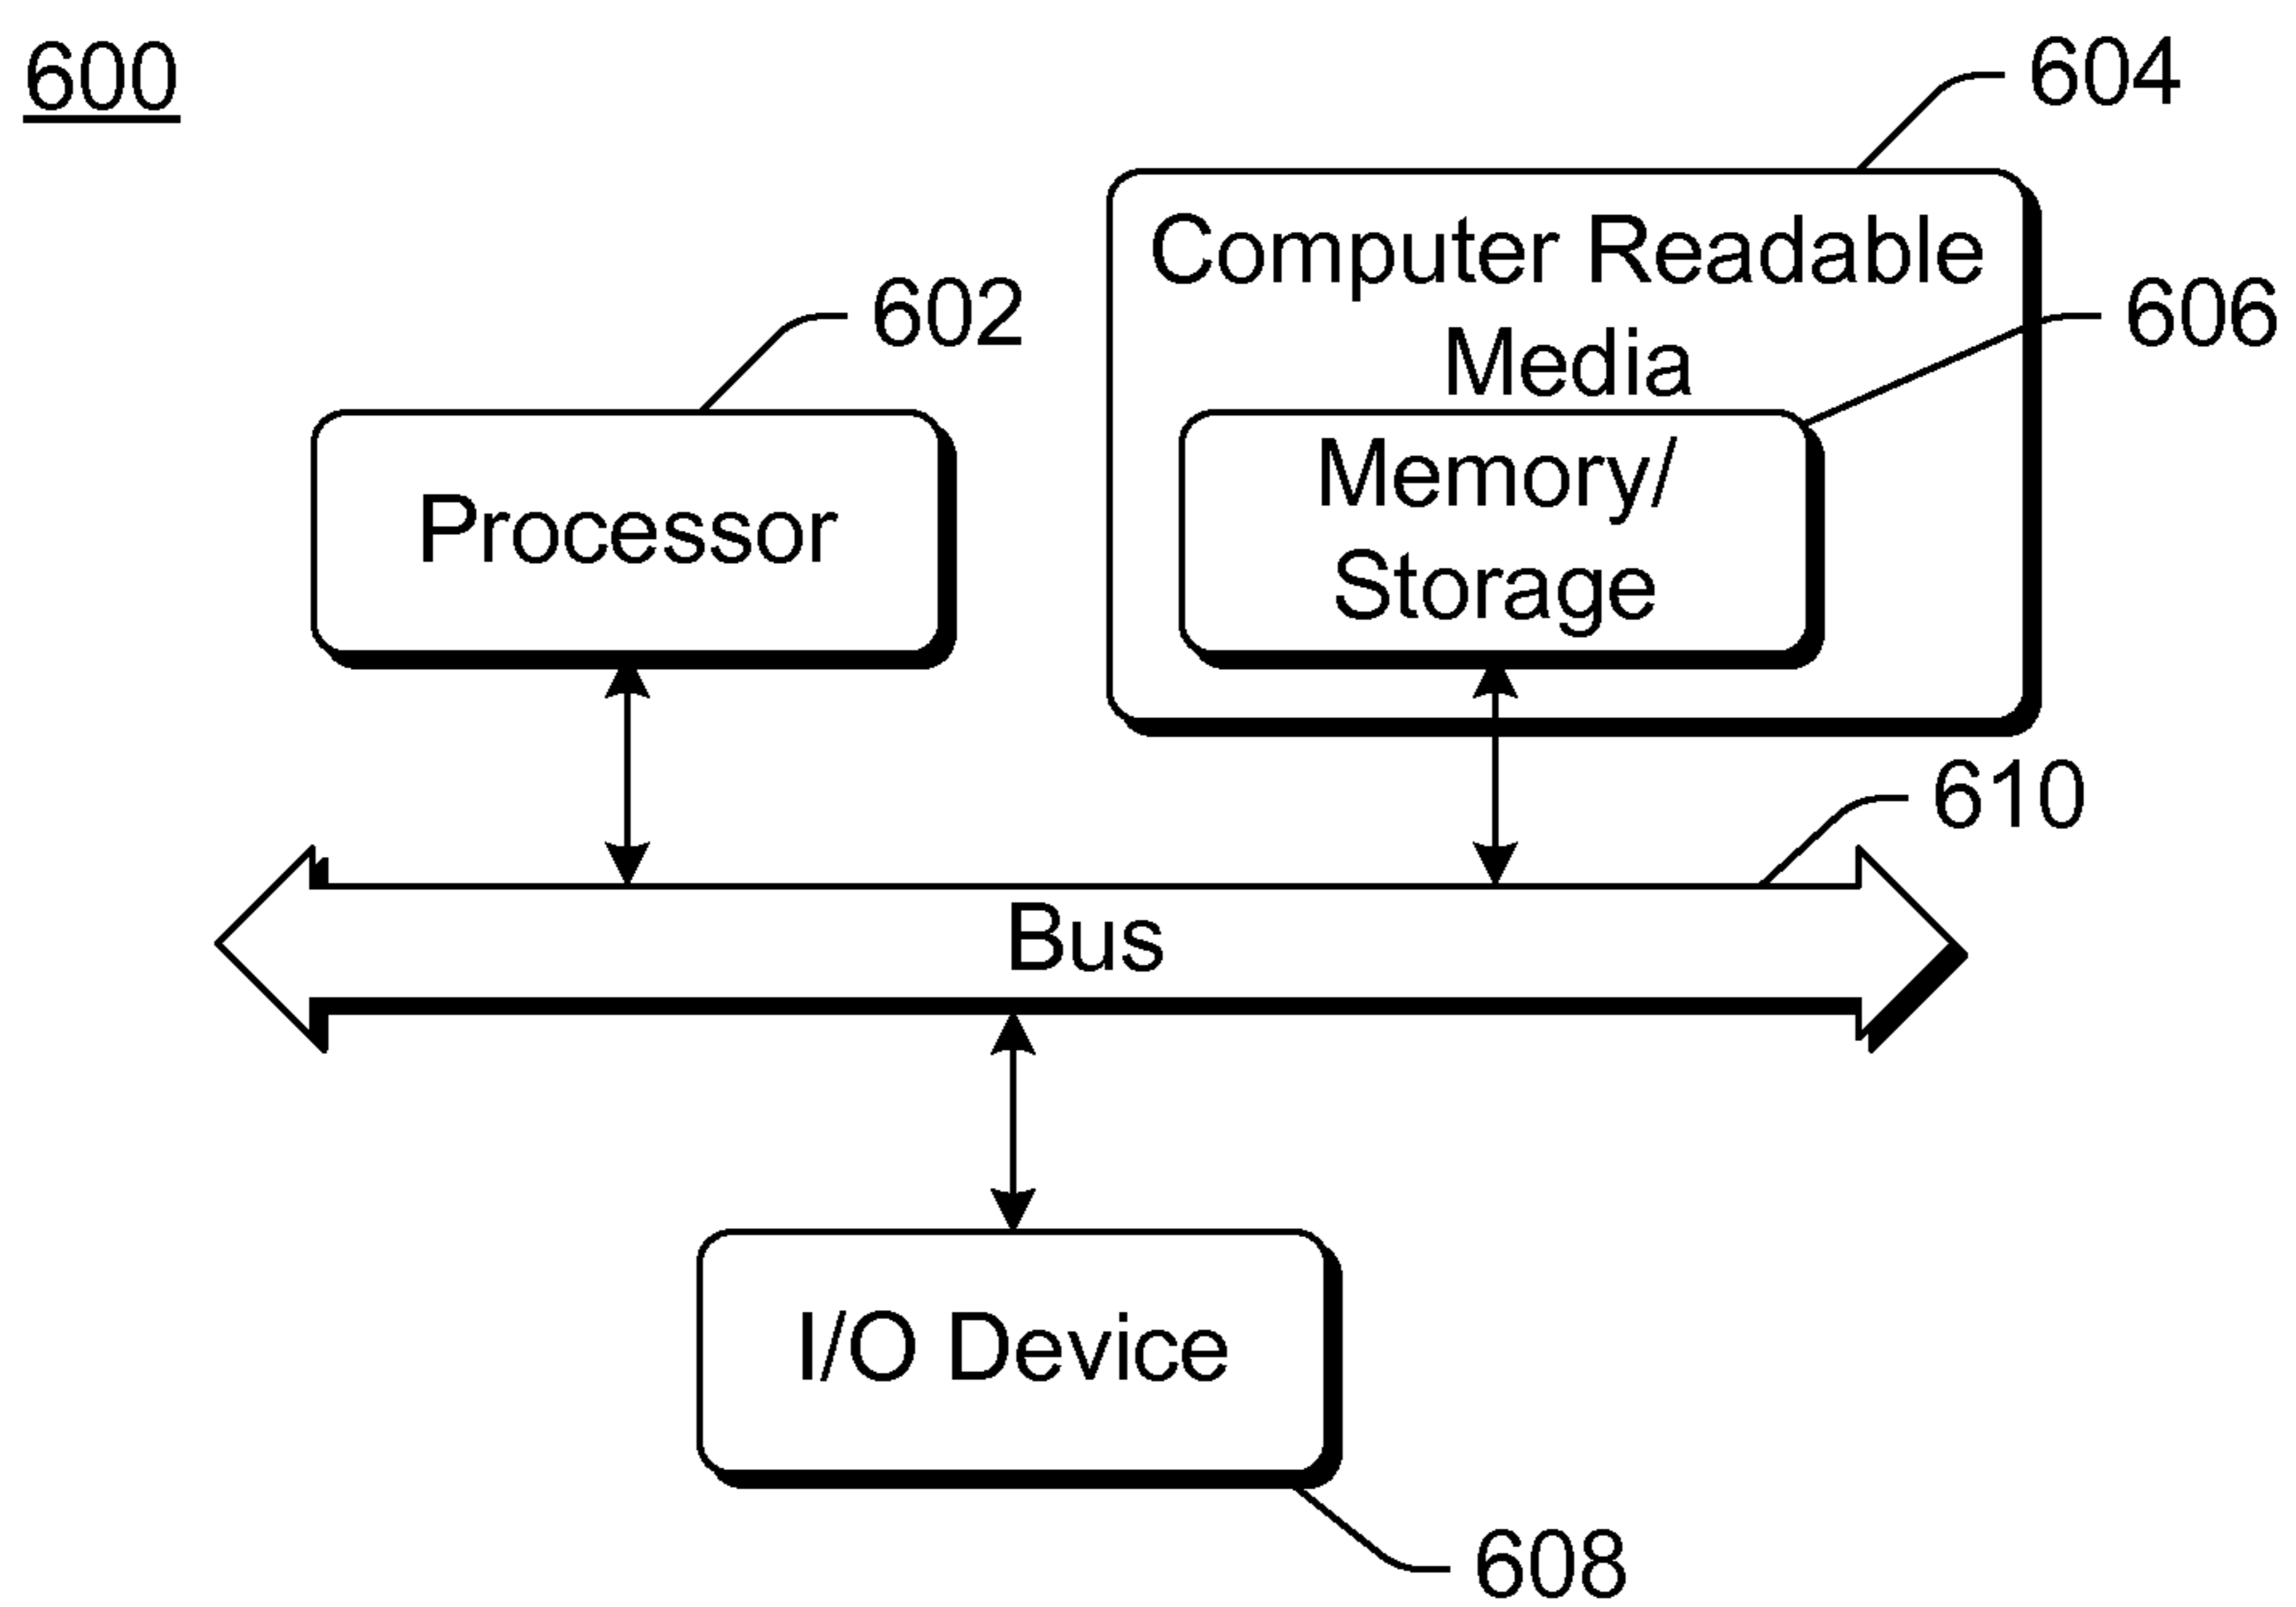 600
604
Computer Readable
Media
606
602
Processor
Memory/
Storage
610
Bus
I/O Device
608